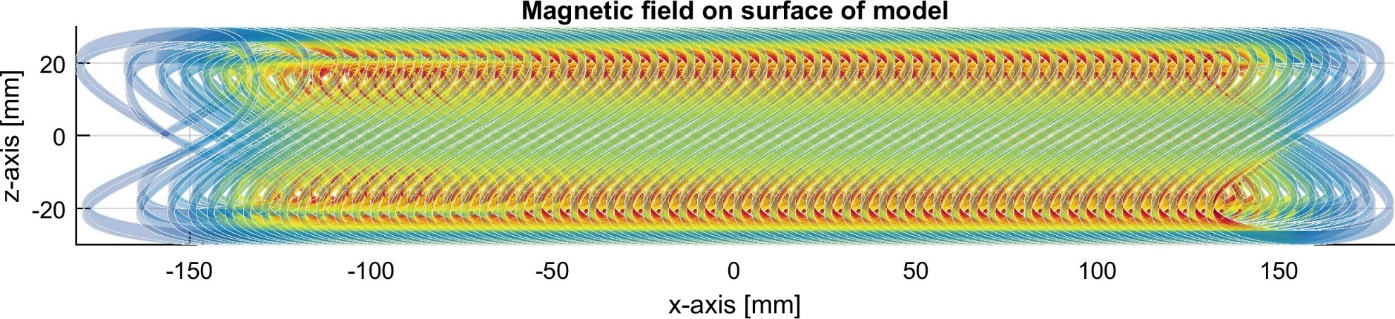 Magnetic field on surface of model
z-axis [mm]
20
0
-20
-150 -100 -50 0 50 100 150
x-axis [mm]